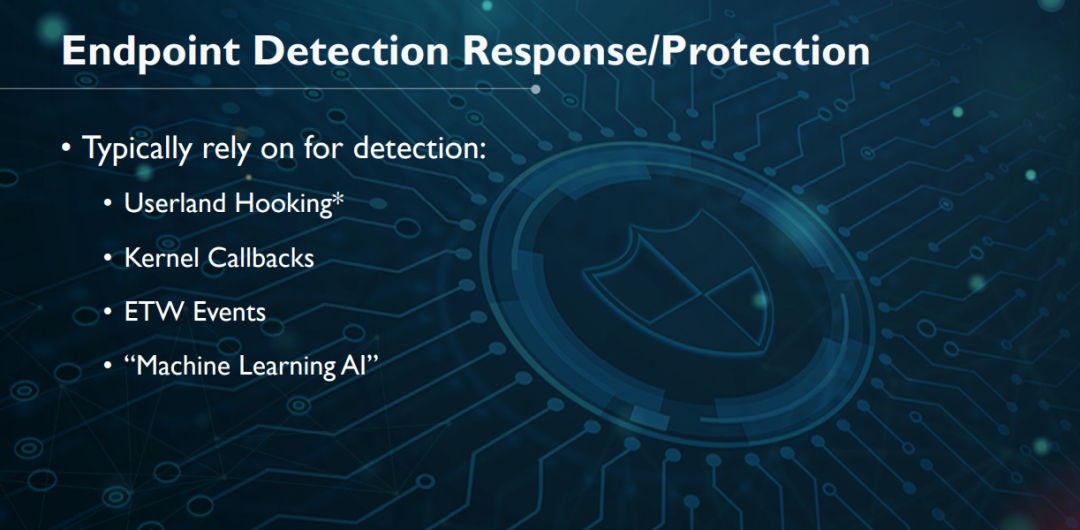 Endpoint Detection Response/Protection
• Typically rely on for detection:
• Userland Hooking*
• Kernel Callbacks
• ETW Events
• “Machine Learning AI”